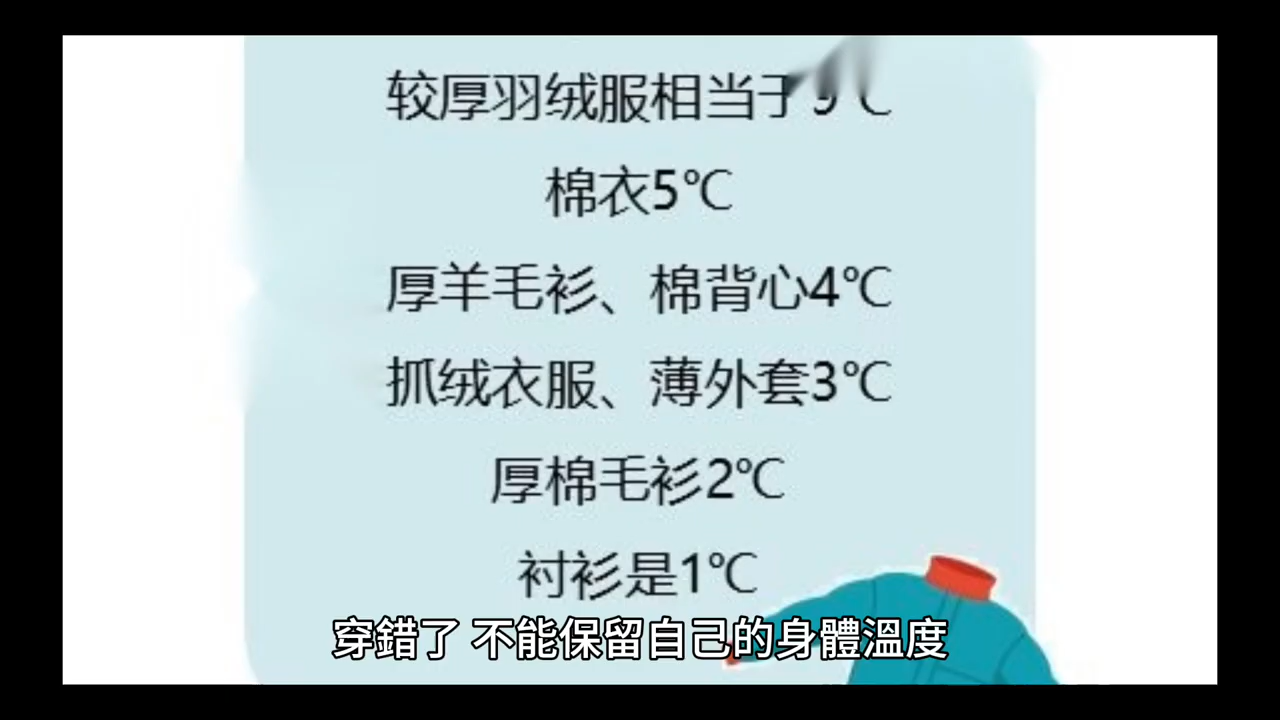 较厚羽绒服相当于9℃
棉衣5℃
厚羊毛衫、棉背心4℃
抓绒衣服、薄外套3℃
厚棉毛衫2℃
衬衫是1℃
穿錯了 不能保留自己的身體溫度